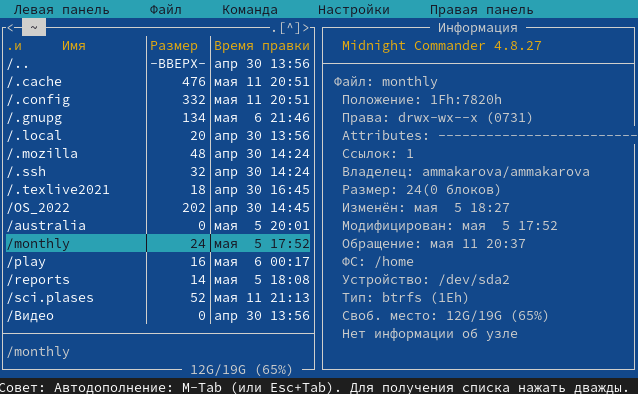 Левая панель Файл Команда Настройки Правая панель
<- ~ .[^]>
.и Имя Размер Время правки
/.. -ВВЕРХ- апр 30 13:56
/.cache 476 мая 11 20:51
/.config 332 мая 11 20:51
/.gnupg 134 мая 6 21:46
/.local 20 апр 30 13:56
/.mozilla 48 апр 30 14:24
/.ssh 32 апр 30 14:24
/.texlive2021 18 апр 30 16:45
/OS_2022 202 апр 30 14:45
/australia 0 мая 5 20:01
/monthly 24 мая 5 17:52
/play 16 мая 6 00:17
/reports 14 мая 5 18:08
/sci.plases 52 мая 11 21:13
/Видео 0 апр 30 13:56
/monthly
12G/19G (65%)
Информация
Midnight Commander 4.8.27
Файл: monthly
Положение: 1Fh:7820h
Права: drwx-wx--x (0731)
Attributes: ------------------------
Ссылок: 1
Владелец: ammakarova/ammakarova
Размер: 24(0 блоков)
Изменён: мая 5 18:27
Модифицирован: мая 5 17:52
Обращение: мая 11 20:37
ФС: /home
Устройство: /dev/sda2
Тип: btrfs (1Eh)
Своб. место: 12G/19G (65%)
Нет информации об узле
Совет: Автодополнение: M-Tab (или Esc+Tab). Для получения списка нажать дважды.